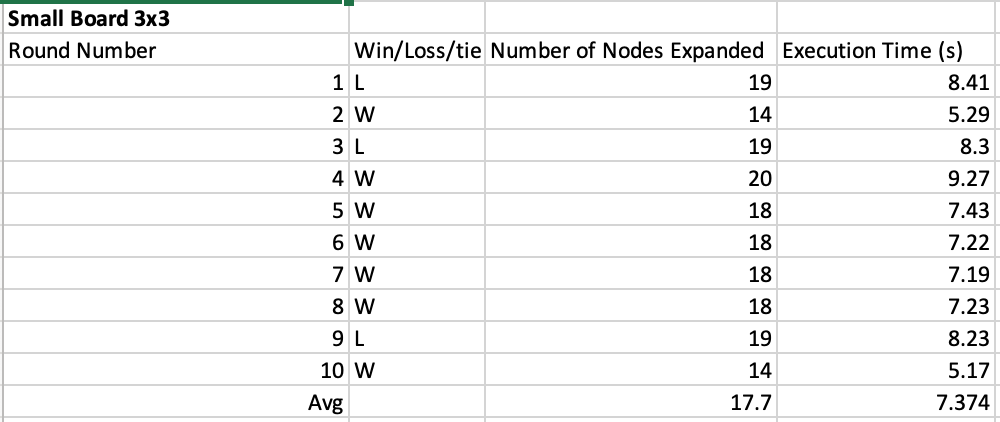 Small Board 3x3
Round Number Win/Loss/tie Number of Nodes Expanded Execution Time (s)
1 L 19 8.41
2 W 14 5.29
3 L 19 8.3
4 W 20 9.27
5 W 18 7.43
6 W 18 7.22
7 W 18 7.19
8 W 18 7.23
9 L 19 8.23
10 W 14 5.17
Avg 17.7 7.374